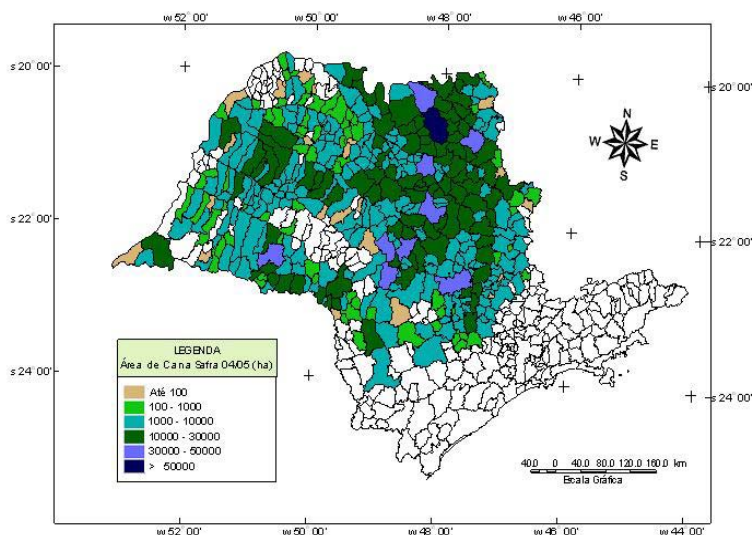 w 52° 00' w 50° 00' w 48° 00' w 46° 00'
s 20° 00' s 20° 00'
N
W E
S
s 22° 00' s 22° 00'
LEGENDA
Área de Cana Safra 04/05 (ha)
Até 100
100 - 1000
1000 - 10000
10000 - 30000
30000 - 50000
> 50000
s 24° 00' s 24° 00'
40.0 0 40.0 80.0 120.0 160.0 km
Escala Gráfica
w 52° 00' w 50° 00' w 48° 00' w 46° 00' w 44° 00'